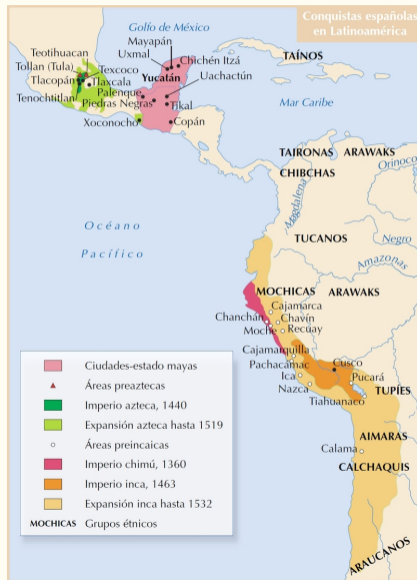 Conquistas españolas
en Latinoamérica
Golfo de México
Teotihuacan
Tollan (Tula)
Tlacopán
Tenochtitlan
Texcoco
Tlaxcala
Mayapán
Uxmal
Chichén Itzá
Yucatán
Uachactún
Palenque
Piedras Negras
Tikal
Xoconocho
Copán
TAÍNOS
Mar Caribe
TAIRONAS
ARAWAKS
CHIBCHAS
Orinoco
Magdalena
Océano
Pacífico
TUCANOS
Negro
Amazonas
MOCHICAS
ARAWAKS
Cajamarca
Chanchán
Chavín
Moche
Recuay
Cajamarquilla
Pachacámac
Cusco
Ica
Pucará
Nazca
TUPÍES
Tiahuanaco
AIMARAS
Calama
CALCHAQUIS
ARAUCANOS
Ciudades-estado mayas
Áreas preaztecas
Imperio azteca, 1440
Expansión azteca hasta 1519
Áreas preincaicas
Imperio chimú, 1360
Imperio inca, 1463
Expansión inca hasta 1532
MOCHICAS Grupos étnicos